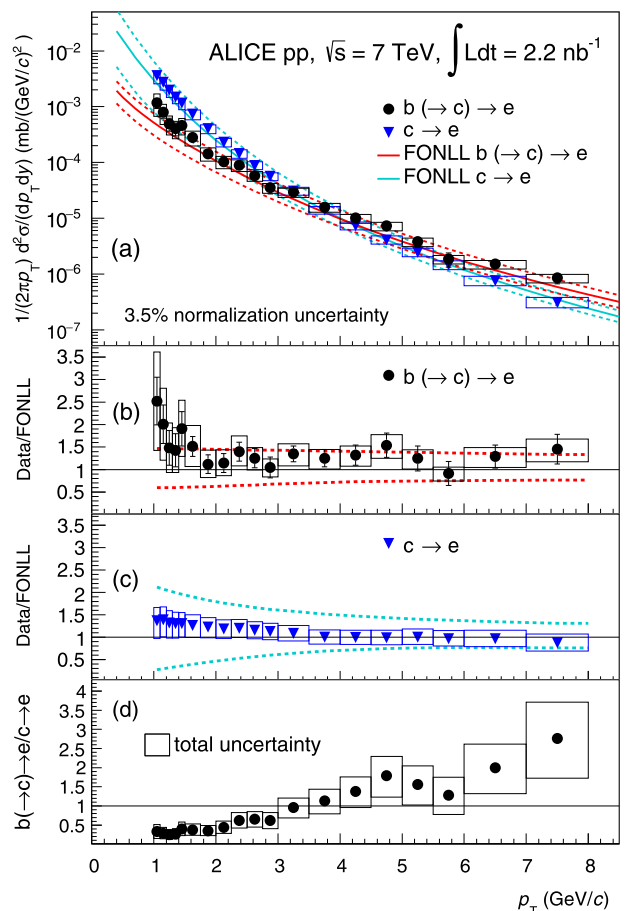 ALICE pp, √s = 7 TeV, ∫Ldt = 2.2 nb⁻¹
b (→ c) → e
c → e
FONLL b (→ c) → e
FONLL c → e
1/(2πp_T) d²σ/(dp_Tdy) (mb/(GeV/c)²)
10⁻²
10⁻³
10⁻⁴
10⁻⁵
10⁻⁶
10⁻⁷
(a)
3.5% normalization uncertainty
Data/FONLL
3.5
3
2.5
2
1.5
1
0.5
(b)
b (→ c) → e
Data/FONLL
3.5
3
2.5
2
1.5
1
0.5
(c)
c → e
b(→c)→e/c→e
4
3.5
3
2.5
2
1.5
1
0.5
(d)
total uncertainty
0 1 2 3 4 5 6 7 8
p_T (GeV/c)